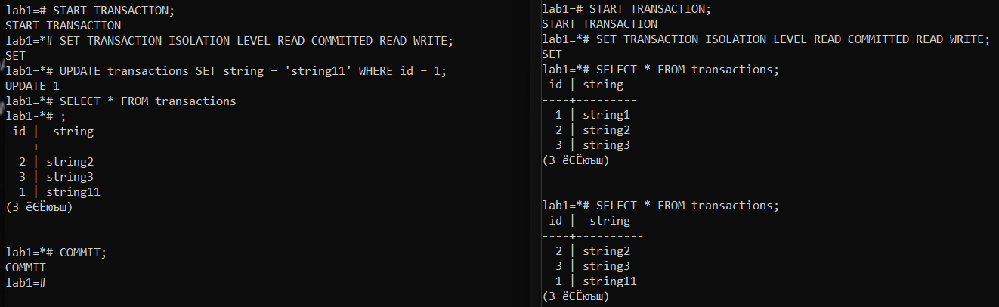 lab1=# START TRANSACTION;
START TRANSACTION
lab1=*# SET TRANSACTION ISOLATION LEVEL READ COMMITTED READ WRITE;
SET
lab1=*# UPDATE transactions SET string = 'string11' WHERE id = 1;
UPDATE 1
lab1=*# SELECT * FROM transactions
lab1-*# ;
 id |  string
----+----------
  2 | string2
  3 | string3
  1 | string11
(3 ёЄЁюъш)
lab1=*# COMMIT;
COMMIT
lab1=#
lab1=# START TRANSACTION;
START TRANSACTION
lab1=*# SET TRANSACTION ISOLATION LEVEL READ COMMITTED READ WRITE;
SET
lab1=*# SELECT * FROM transactions;
 id | string
----+---------
  1 | string1
  2 | string2
  3 | string3
(3 ёЄЁюъш)
lab1=*# SELECT * FROM transactions;
 id |  string
----+----------
  2 | string2
  3 | string3
  1 | string11
(3 ёЄЁюъш)